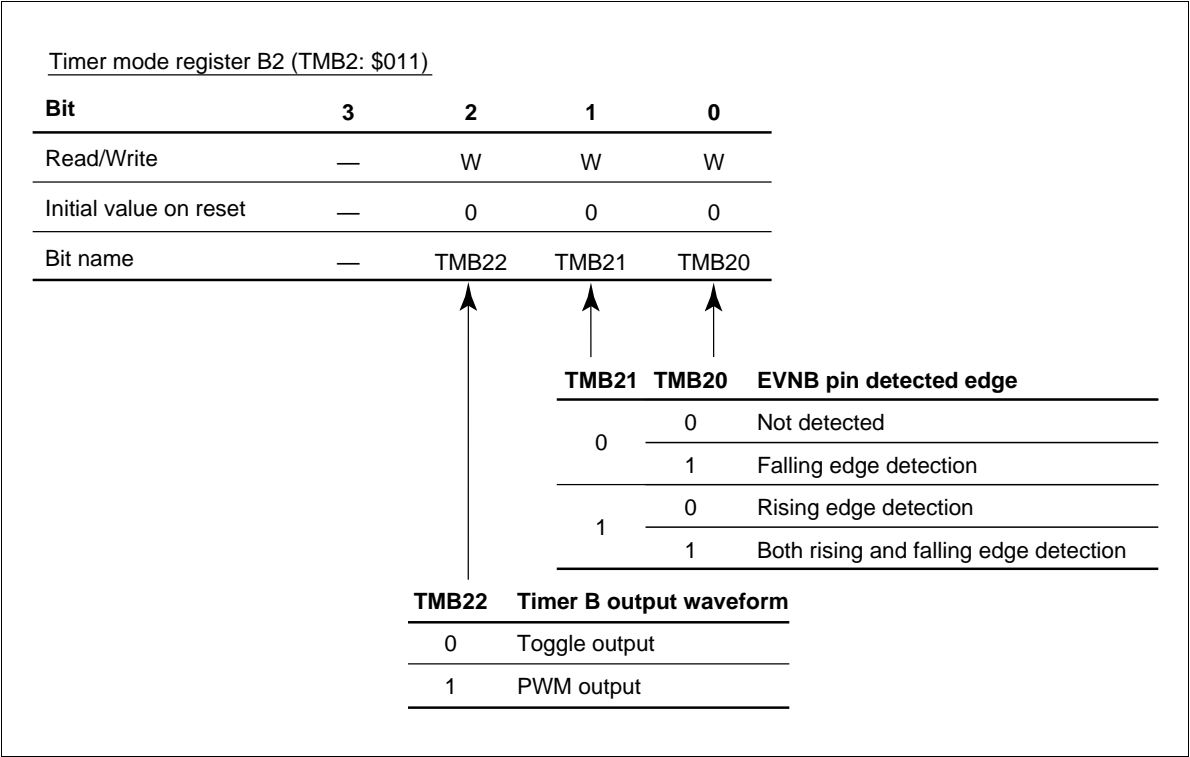 Timer mode register B2 (TMB2: $011)
Bit 3 2 1 0
Read/Write — W W W
Initial value on reset — 0 0 0
Bit name — TMB22 TMB21 TMB20
TMB21 TMB20 EVNB pin detected edge
0 0 Not detected
1 Falling edge detection
1 0 Rising edge detection
1 Both rising and falling edge detection
TMB22 Timer B output waveform
0 Toggle output
1 PWM output